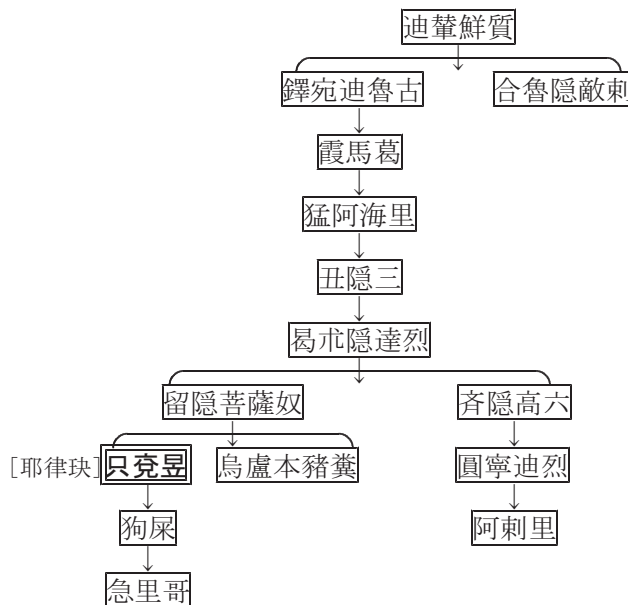 迪輦鮮質
鐸宛迪魯古 合魯隠敵刺
霞馬葛
猛阿海里
丑隠三
曷朮隠達烈
留隠菩薩奴 斉隠高六
[耶律玦] 只兗昱 烏盧本豬糞 圓寧迪烈
狗屎 阿剌里
急里哥